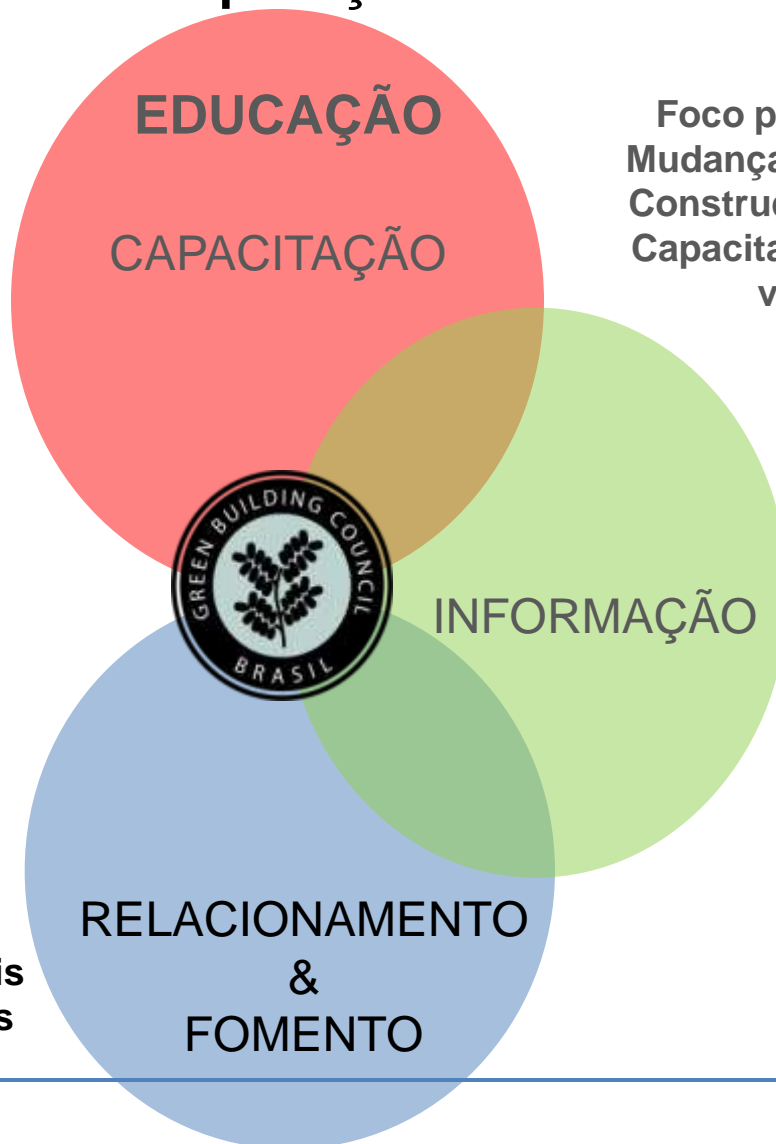 EDUCAÇÃO
CAPACITAÇÃO
Foco p
Mudança
Construc
Capacita
v
GREEN BUILDING COUNCIL
BRASIL
INFORMAÇÃO
RELACIONAMENTO
&
FOMENTO
is
s